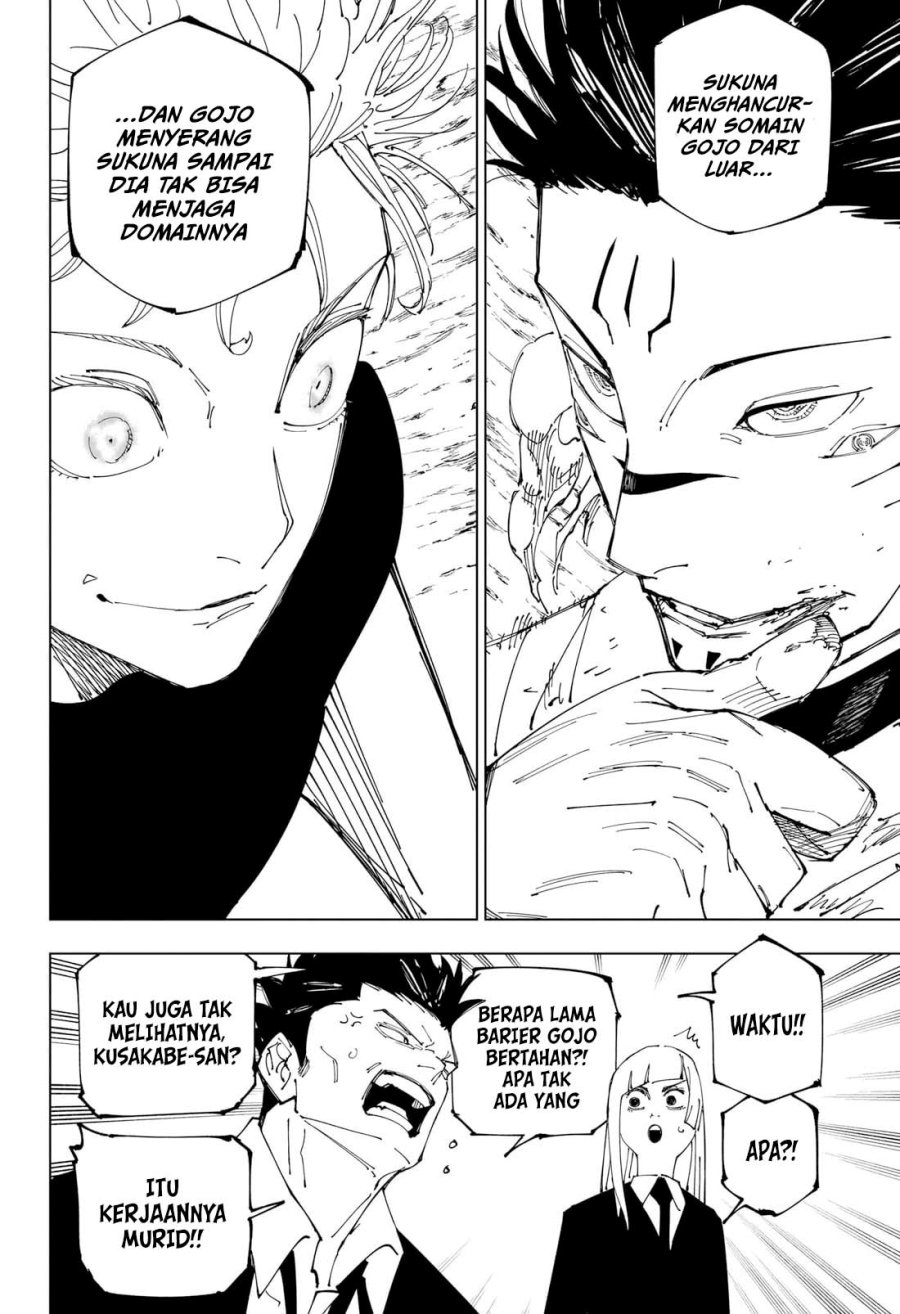 SUKUNA
MENGHANCUR-
KAN SOMAIN
GOJO DARI
LUAR...
...DAN GOJO
MENYERANG
SUKUNA SAMPAI
DIA TAK BISA
MENJAGA
DOMAINNYA
WAKTU!!
APA?!
BERAPA LAMA
BARIER GOJO
BERTAHAN?!
APA TAK
ADA YANG
KAU JUGA TAK
MELIHATNYA,
KUSAKABE-SAN?
ITU
KERJAANNYA
MURID!!